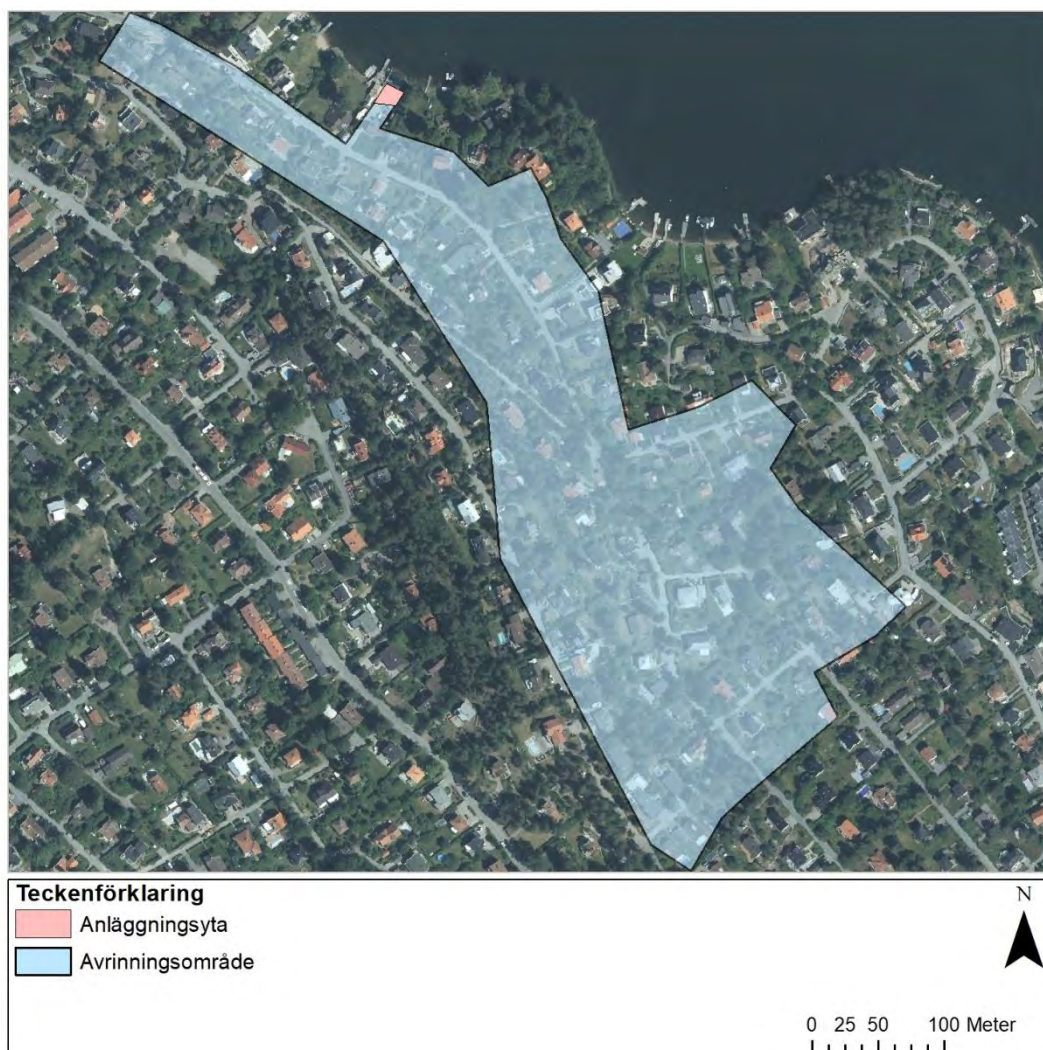 Teckenförklaring
Anläggningsyta
Avrinningsområde
N
0 25 50 100 Meter